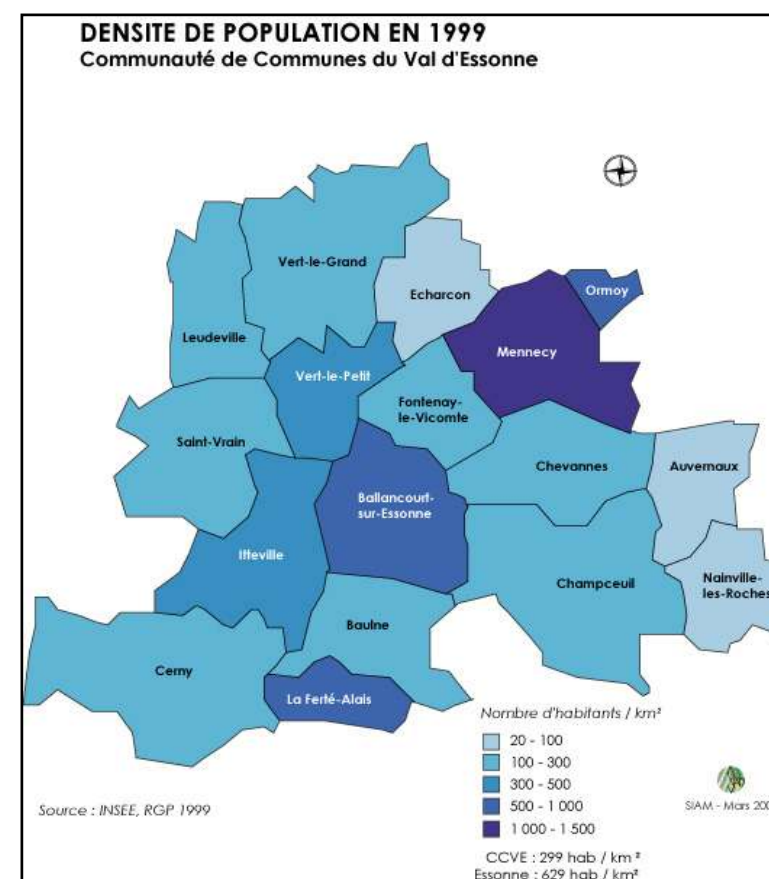 DENSITE DE POPULATION EN 1999
Communauté de Communes du Val d'Essonne
Vert-le-Grand
Echarcon
Ormoy
Leudeville
Mennecy
Vert-le-Petit
Fontenay-
le-Vicomte
Saint-Vrain
Chevannes
Auvernaux
Ballancourt-
sur-Essonne
Itteville
Champceuil
Nainville-
les-Roches
Baulne
Cerny
La Ferté-Alais
Nombre d'habitants / km²
20 - 100
100 - 300
300 - 500
500 - 1 000
1 000 - 1 500
Source : INSEE, RGP 1999
SIAM - Mars 200
CCVE : 299 hab / km ²
Essonne : 629 hab / km²